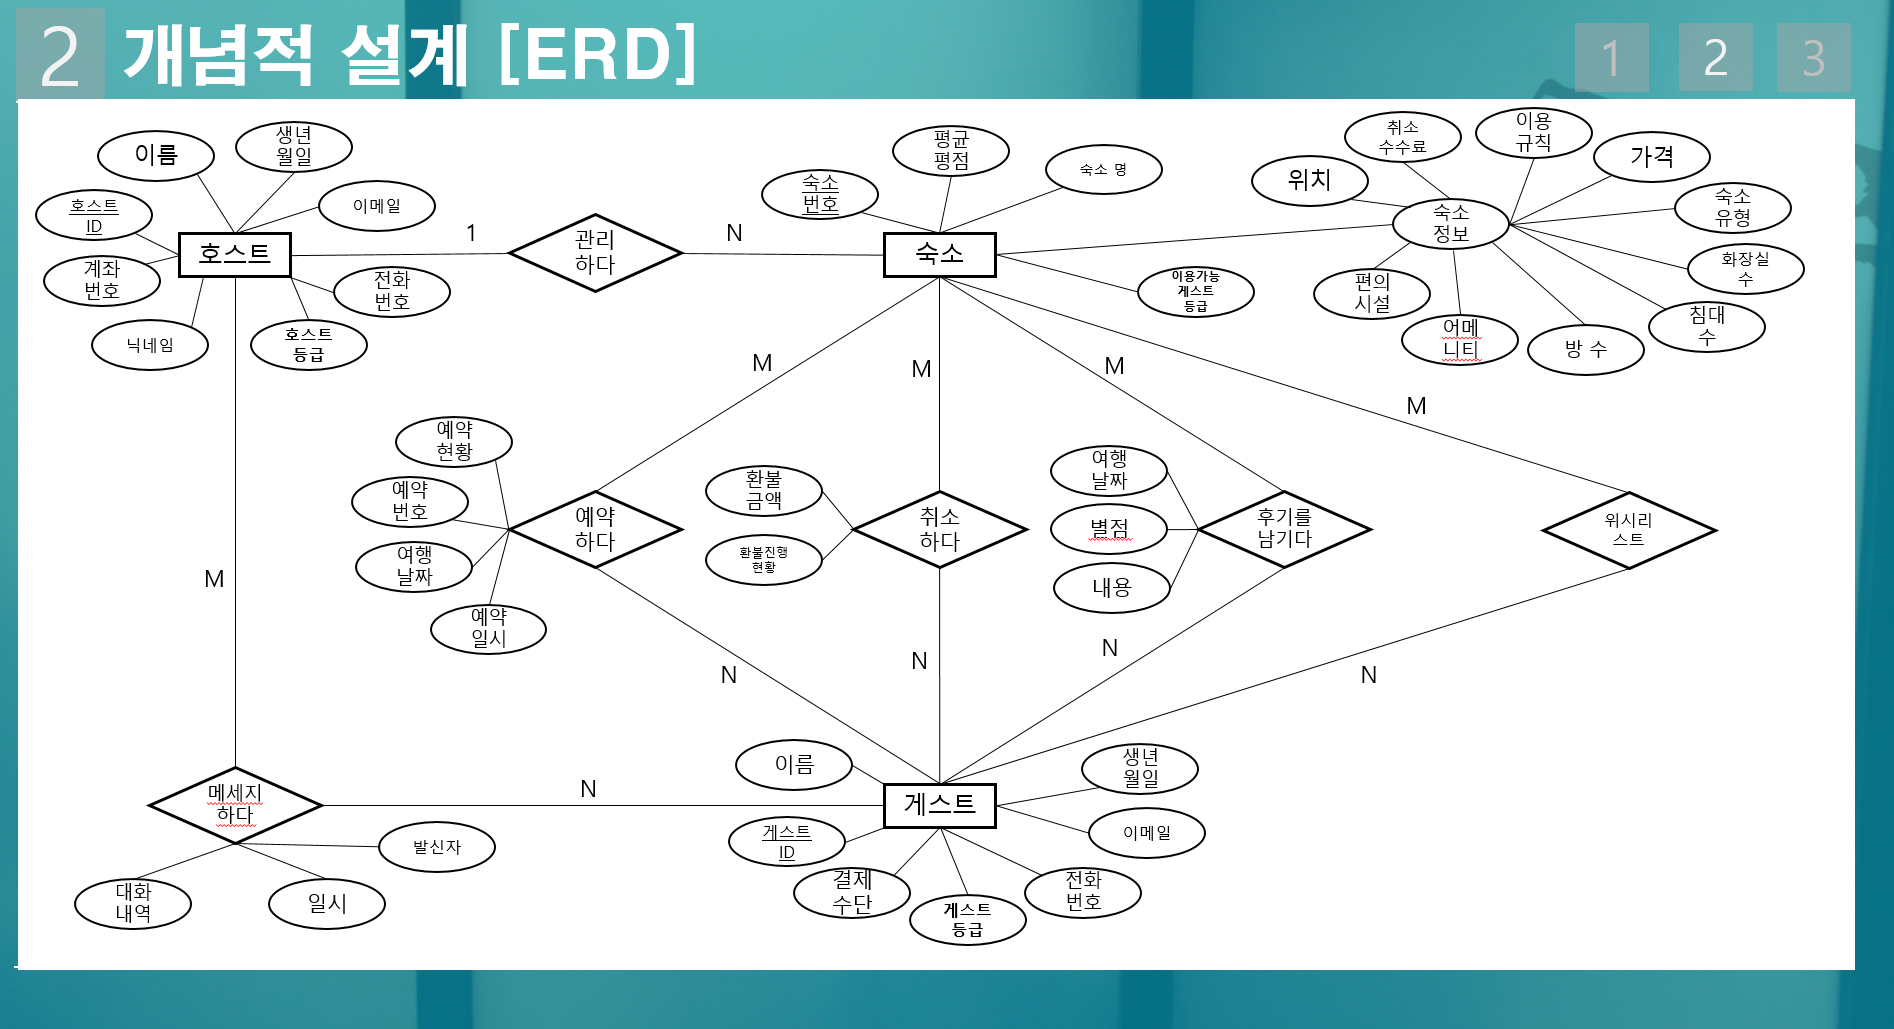 2
개념적 설계 [ERD]
1
2
3
이름
생년
월일
호스트
ID
이메일
호스트
계좌
번호
전화
번호
닉네임
호스트
등급
1
관리
하다
N
숙소
번호
평균
평점
숙소 명
숙소
이용가능
게스트
등급
취소
수수료
이용
규칙
위치
가격
숙소
정보
숙소
유형
화장실
수
편의
시설
어메
니티
방 수
침대
수
M
M
M
M
예약
현황
예약
번호
여행
날짜
예약
일시
예약
하다
환불
금액
환불진행
현황
취소
하다
여행
날짜
별점
내용
후기를
남기다
위시리
스트
M
N
N
N
N
메세지
하다
N
발신자
대화
내역
일시
이름
게스트
게스트
ID
결제
수단
게스트
등급
전화
번호
생년
월일
이메일